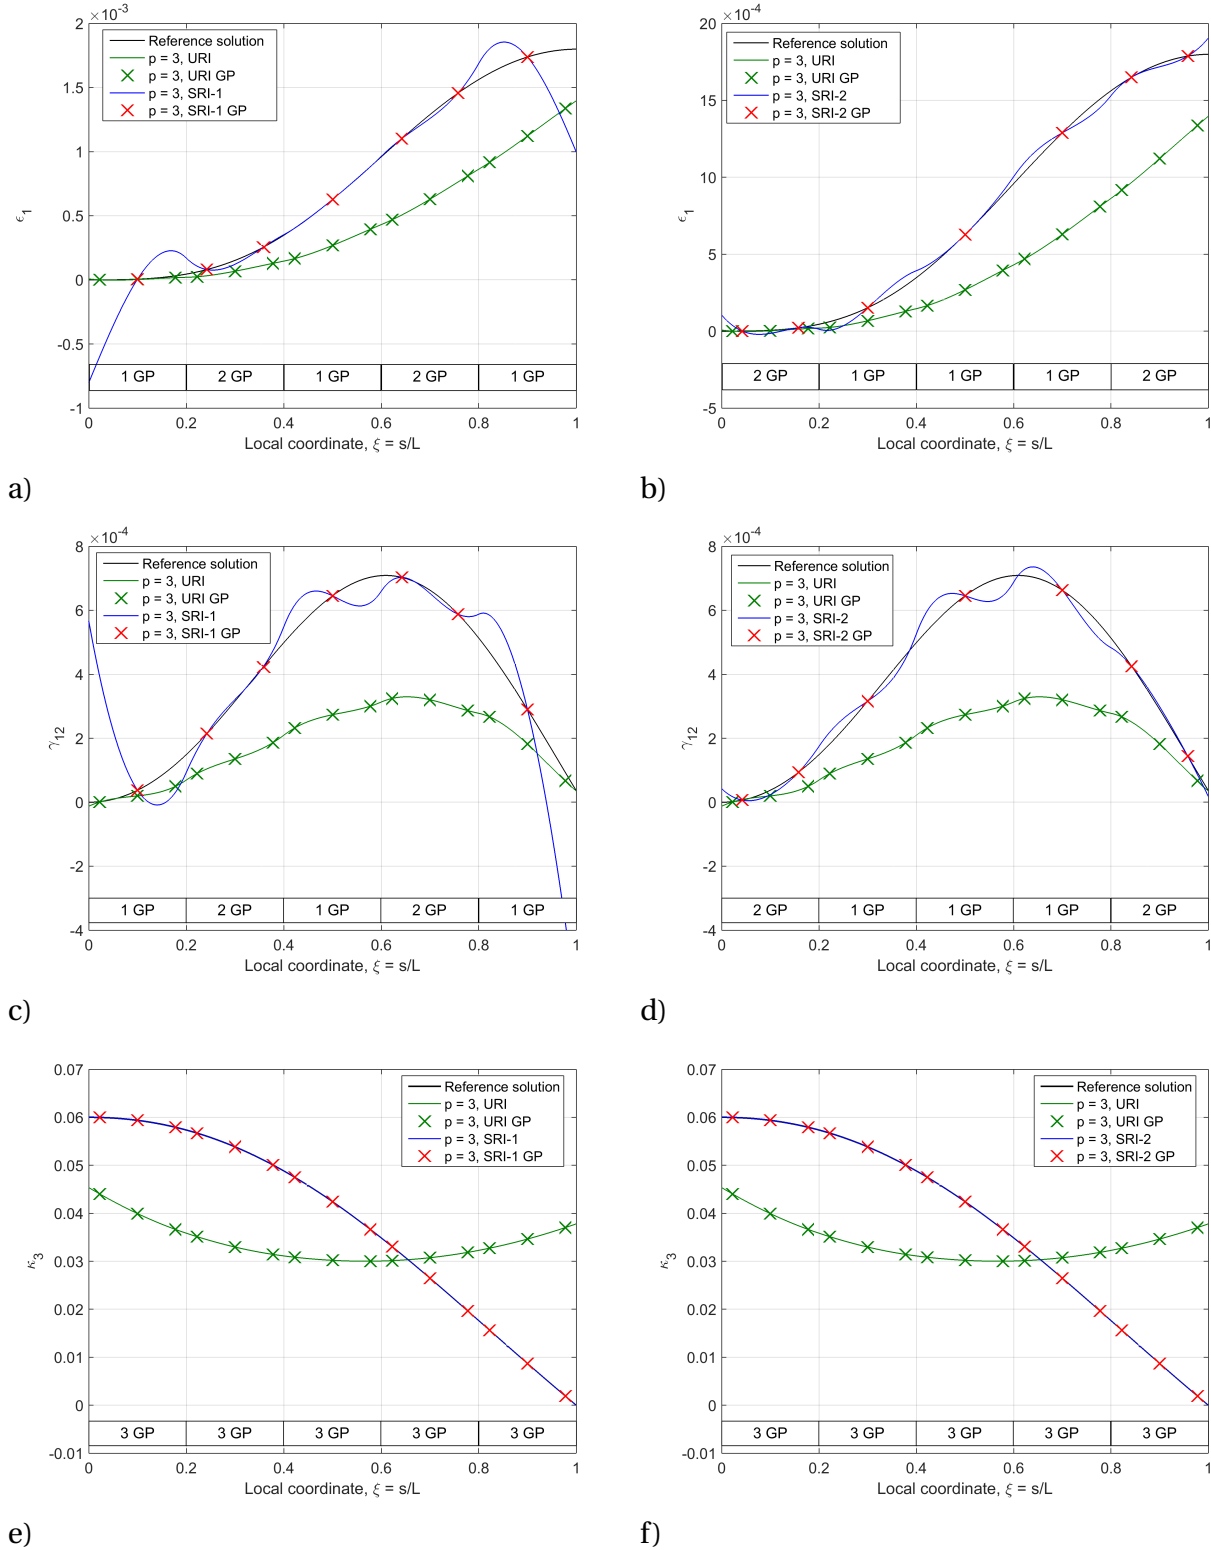 ×10⁻³
2
1.5
1
0.5
0
-0.5
-1
ϵ₁
Reference solution
p = 3, URI
p = 3, URI GP
p = 3, SRI-1
p = 3, SRI-1 GP
1 GP 2 GP 1 GP 2 GP 1 GP
0 0.2 0.4 0.6 0.8 1
Local coordinate, ξ = s/L
a)
×10⁻⁴
20
15
10
5
0
-5
ϵ₁
Reference solution
p = 3, URI
p = 3, URI GP
p = 3, SRI-2
p = 3, SRI-2 GP
2 GP 1 GP 1 GP 1 GP 2 GP
0 0.2 0.4 0.6 0.8 1
Local coordinate, ξ = s/L
b)
×10⁻⁴
8
6
4
2
0
-2
-4
γ₁₂
Reference solution
p = 3, URI
p = 3, URI GP
p = 3, SRI-1
p = 3, SRI-1 GP
1 GP 2 GP 1 GP 2 GP 1 GP
0 0.2 0.4 0.6 0.8 1
Local coordinate, ξ = s/L
c)
×10⁻⁴
8
6
4
2
0
-2
-4
γ₁₂
Reference solution
p = 3, URI
p = 3, URI GP
p = 3, SRI-2
p = 3, SRI-2 GP
2 GP 1 GP 1 GP 1 GP 2 GP
0 0.2 0.4 0.6 0.8 1
Local coordinate, ξ = s/L
d)
0.07
0.06
0.05
0.04
0.03
0.02
0.01
0
-0.01
κ₃
Reference solution
p = 3, URI
p = 3, URI GP
p = 3, SRI-1
p = 3, SRI-1 GP
3 GP 3 GP 3 GP 3 GP 3 GP
0 0.2 0.4 0.6 0.8 1
Local coordinate, ξ = s/L
e)
0.07
0.06
0.05
0.04
0.03
0.02
0.01
0
-0.01
κ₃
Reference solution
p = 3, URI
p = 3, URI GP
p = 3, SRI-2
p = 3, SRI-2 GP
3 GP 3 GP 3 GP 3 GP 3 GP
0 0.2 0.4 0.6 0.8 1
Local coordinate, ξ = s/L
f)